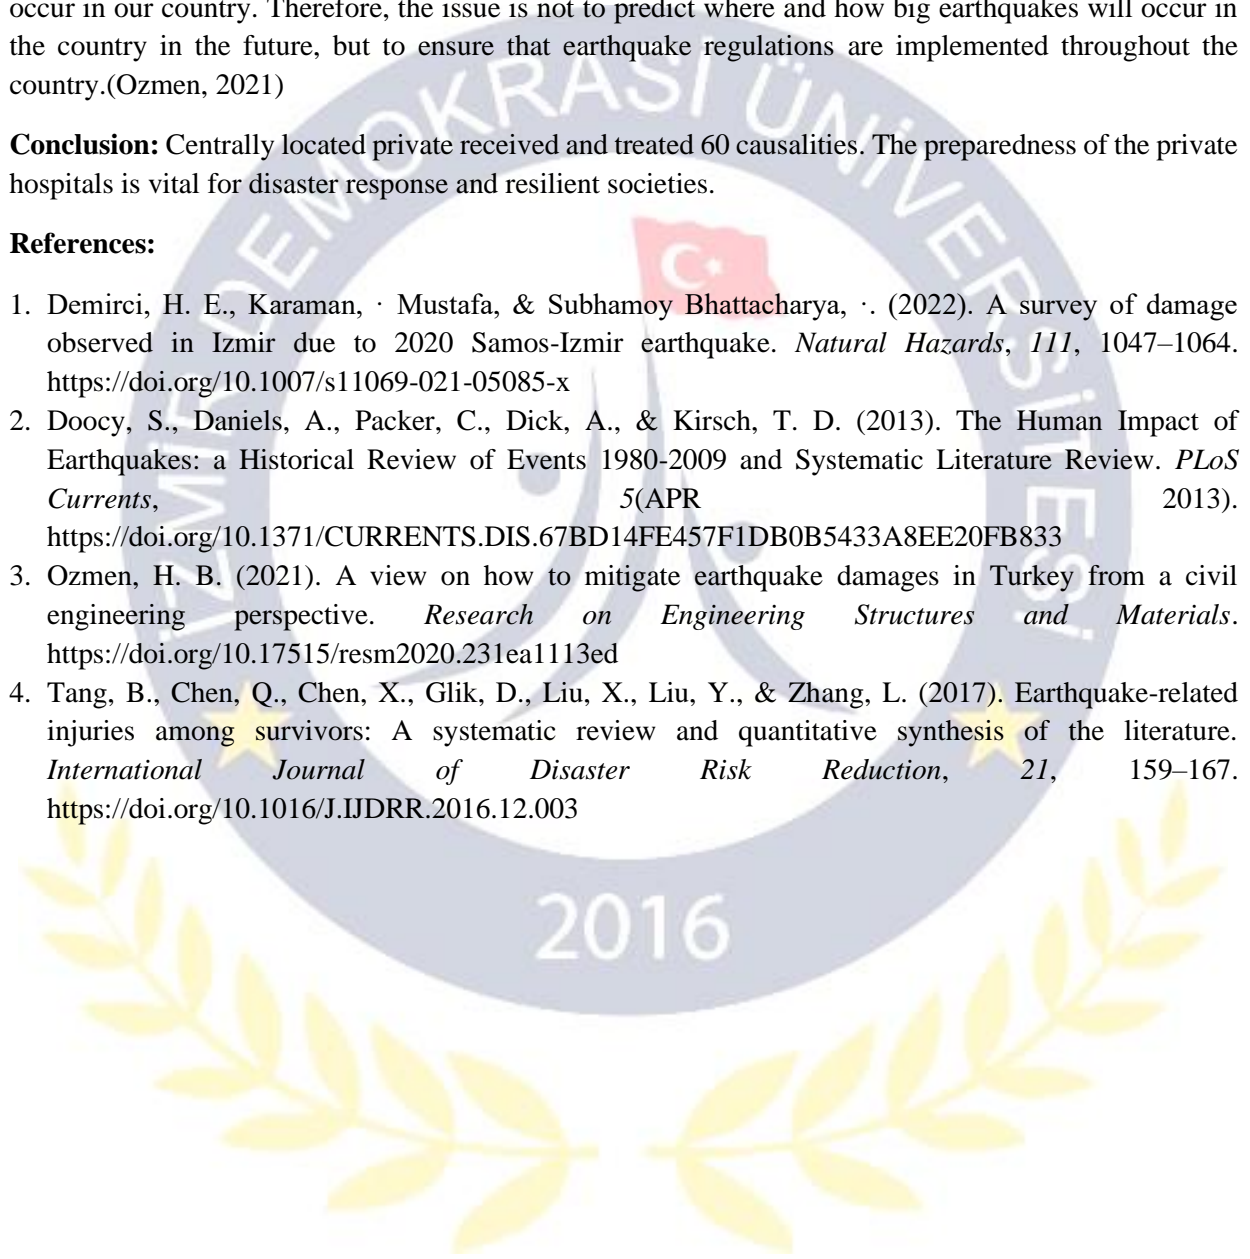 occur in our country. Therefore, the issue is not to predict where and how big earthquakes will occur in
the country in the future, but to ensure that earthquake regulations are implemented throughout the
country.(Ozmen, 2021)
Conclusion: Centrally located private received and treated 60 causalities. The preparedness of the private
hospitals is vital for disaster response and resilient societies.
References:
1. Demirci, H. E., Karaman, · Mustafa, & Subhamoy Bhattacharya, ·. (2022). A survey of damage
observed in Izmir due to 2020 Samos-Izmir earthquake. Natural Hazards, 111, 1047–1064.
https://doi.org/10.1007/s11069-021-05085-x
2. Doocy, S., Daniels, A., Packer, C., Dick, A., & Kirsch, T. D. (2013). The Human Impact of
Earthquakes: a Historical Review of Events 1980-2009 and Systematic Literature Review. PLoS
Currents, 5(APR 2013).
https://doi.org/10.1371/CURRENTS.DIS.67BD14FE457F1DB0B5433A8EE20FB833
3. Ozmen, H. B. (2021). A view on how to mitigate earthquake damages in Turkey from a civil
engineering perspective. Research on Engineering Structures and Materials.
https://doi.org/10.17515/resm2020.231ea1113ed
4. Tang, B., Chen, Q., Chen, X., Glik, D., Liu, X., Liu, Y., & Zhang, L. (2017). Earthquake-related
injuries among survivors: A systematic review and quantitative synthesis of the literature.
International Journal of Disaster Risk Reduction, 21, 159–167.
https://doi.org/10.1016/J.IJDRR.2016.12.003
İZMİR DEMOKRASİ ÜNİVERSİTESİ
2016